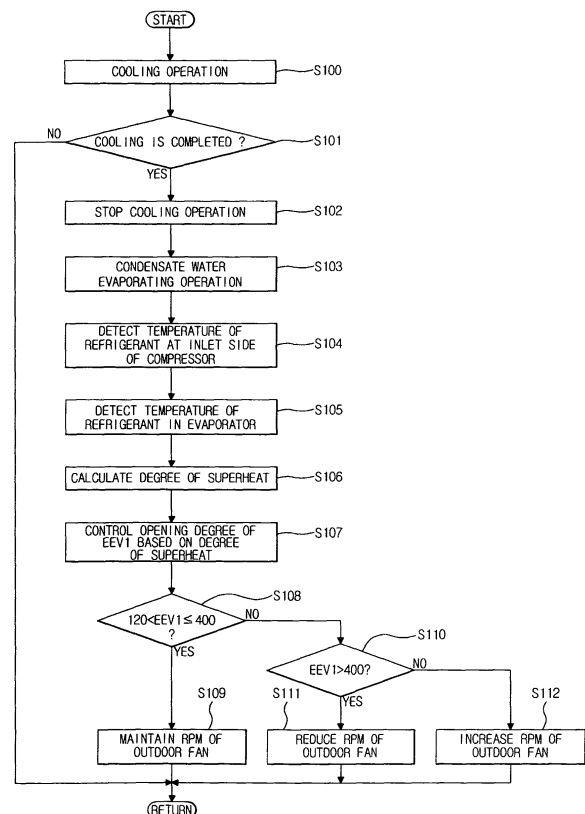 START
COOLING OPERATION
S100
NO
COOLING IS COMPLETED ?
S101
YES
STOP COOLING OPERATION
S102
CONDENSATE WATER
EVAPORATING OPERATION
S103
DETECT TEMPERATURE OF
REFRIGERANT AT INLET SIDE
OF COMPRESSOR
S104
DETECT TEMPERATURE OF
REFRIGERANT IN EVAPORATOR
S105
CALCULATE DEGREE OF SUPERHEAT
S106
CONTROL OPENING DEGREE OF
EEV1 BASED ON DEGREE
OF SUPERHEAT
S107
S108
120<EEV1≤400
?
NO
YES
S110
EEV1>400?
NO
YES
S109
MAINTAIN RPM OF
OUTDOOR FAN
S111
REDUCE RPM OF
OUTDOOR FAN
S112
INCREASE RPM OF
OUTDOOR FAN
RETURN